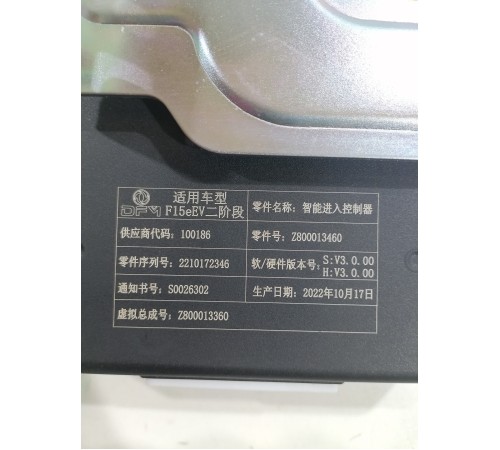 适用车型
DFM F15eEV二阶段
零件名称：智能进入控制器
供应商代码：100186
零件号：Z800013460
零件序列号：2210172346
软/硬件版本号：S:V3.0.00
H:V3.0.00
通知书号：S0026302
生产日期：2022年10月17日
虚拟总成号：Z800013360